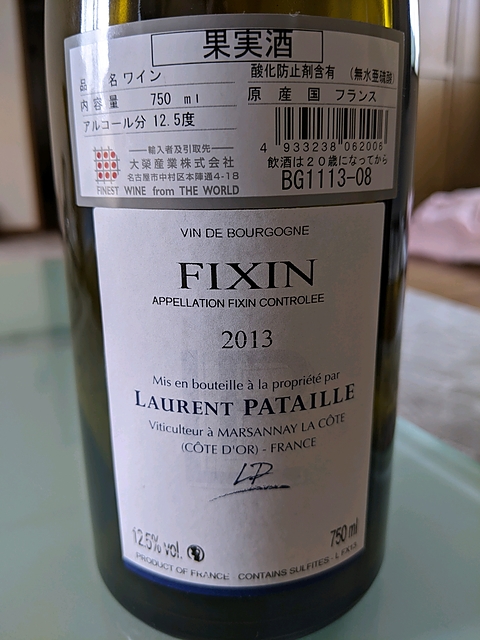 果実酒
品名 ワイン
酸化防止剤含有 (無水亜硫酸)
内容量 750 ml
原産国 フランス
アルコール分 12.5度
輸入者及引取先
大榮産業株式会社
名古屋市中村区本陣通4-18
FINEST WINE from THE WORLD
4 933238 062006
飲酒は20歳になってから
BG1113-08
VIN DE BOURGOGNE
FIXIN
APPELLATION FIXIN CONTROLEE
2013
Mis en bouteille à la propriété par
LAURENT PATAILLE
Viticulteur à MARSANNAY LA CÔTE
(CÔTE D'OR) - FRANCE
LP
12.5% vol.
750 ml
PRODUCT OF FRANCE - CONTAINS SULFITES -